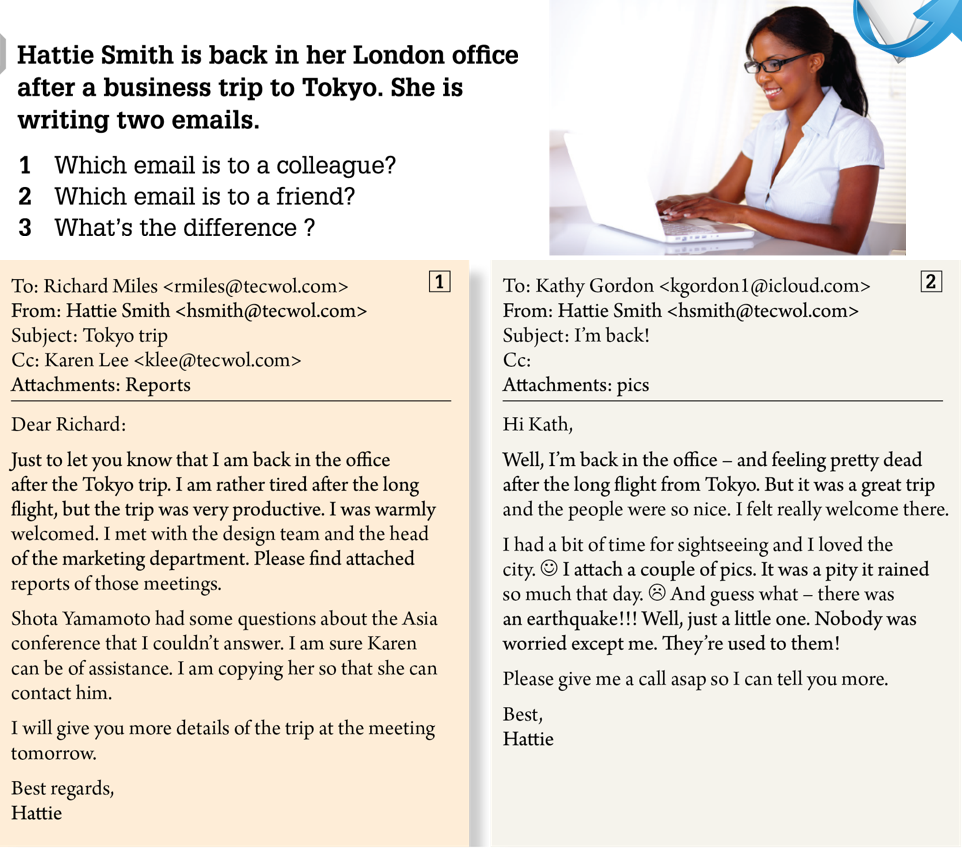 Hattie Smith is back in her London office
after a business trip to Tokyo. She is
writing two emails.
1 Which email is to a colleague?
2 Which email is to a friend?
3 What's the difference ?
To: Richard Miles <rmiles@tecwol.com> 1
From: Hattie Smith <hsmith@tecwol.com>
Subject: Tokyo trip
Cc: Karen Lee <klee@tecwol.com>
Attachments: Reports
Dear Richard:
Just to let you know that I am back in the office
after the Tokyo trip. I am rather tired after the long
flight, but the trip was very productive. I was warmly
welcomed. I met with the design team and the head
of the marketing department. Please find attached
reports of those meetings.
Shota Yamamoto had some questions about the Asia
conference that I couldn't answer. I am sure Karen
can be of assistance. I am copying her so that she can
contact him.
I will give you more details of the trip at the meeting
tomorrow.
Best regards,
Hattie
To: Kathy Gordon <kgordon1@icloud.com> 2
From: Hattie Smith <hsmith@tecwol.com>
Subject: I'm back!
Cc:
Attachments: pics
Hi Kath,
Well, I'm back in the office – and feeling pretty dead
after the long flight from Tokyo. But it was a great trip
and the people were so nice. I felt really welcome there.
I had a bit of time for sightseeing and I loved the
city. ☺ I attach a couple of pics. It was a pity it rained
so much that day. ☹ And guess what – there was
an earthquake!!! Well, just a little one. Nobody was
worried except me. They're used to them!
Please give me a call asap so I can tell you more.
Best,
Hattie